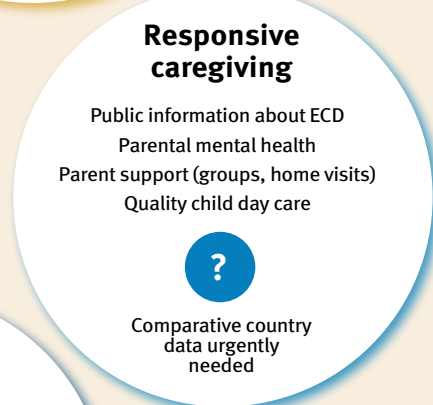 Responsive
caregiving
Public information about ECD
Parental mental health
Parent support (groups, home visits)
Quality child day care
?
Comparative country
data urgently
needed